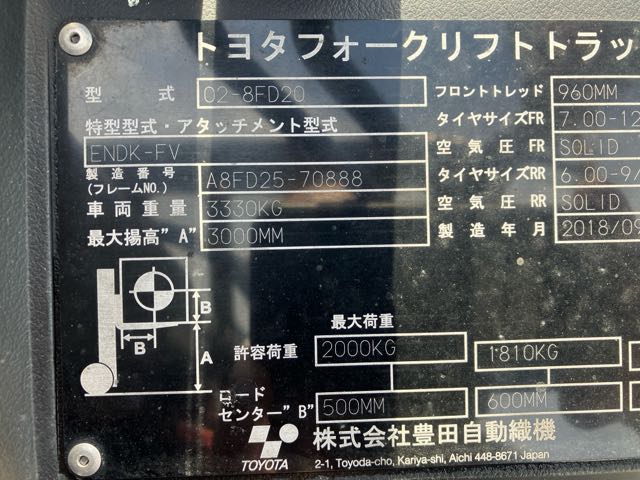 トヨタフォークリフトトラッ
型 式 02-8FD20 フロントトレッド 960MM
特型型式・アタッチメント型式 タイヤサイズFR 7.00-12
ENDK-FV 空気圧 FR SOLID
製造番号 (フレームNO.) A8FD25-70888 タイヤサイズRR 6.00-9/
車両重量 3330KG 空気圧 RR SOLID
最大揚高"A" 3000MM 製造年月 2018/09
B
B
A
最大荷重
許容荷重 2000KG 1810KG
ロード
センター"B" 500MM 600MM
TOYOTA 株式会社豊田自動織機
2-1, Toyoda-cho, Kariya-shi, Aichi 448-8671 Japan